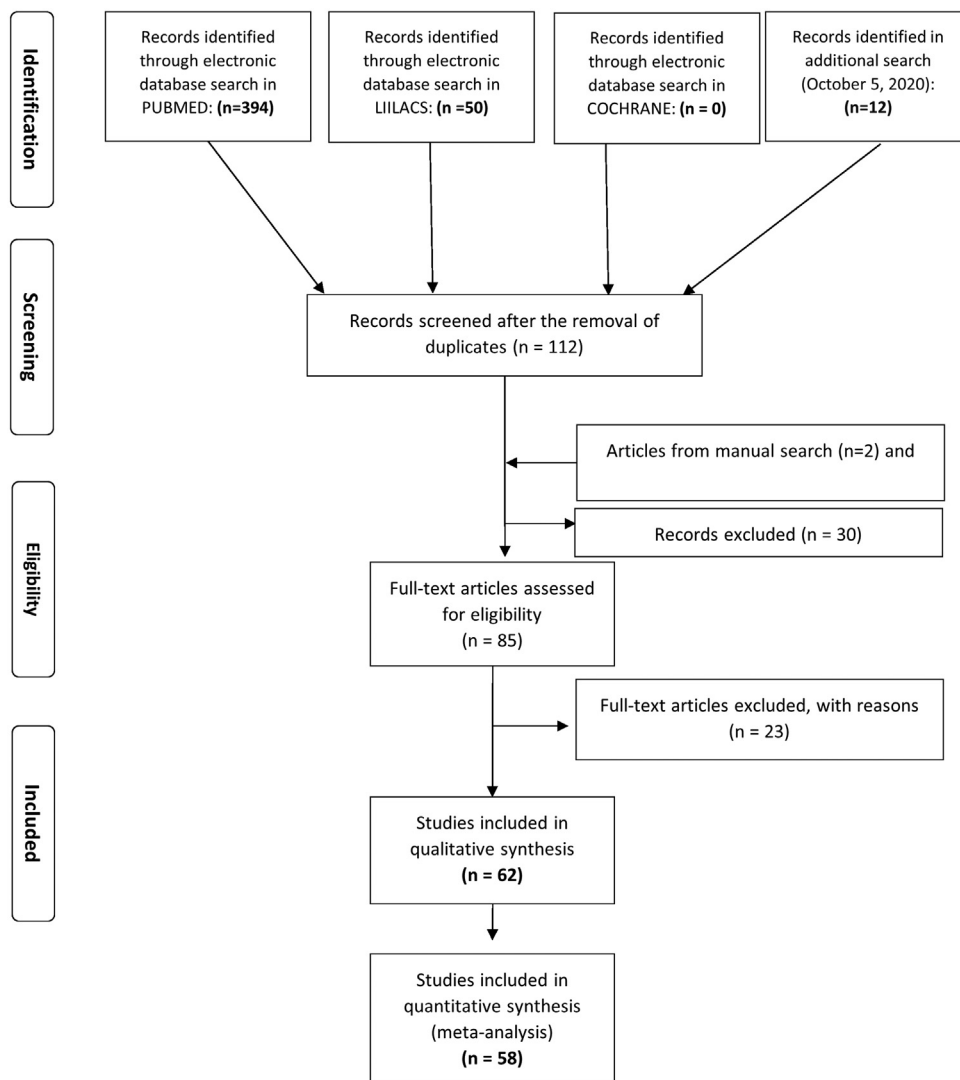 Identification
Records identified
through electronic
database search in
PUBMED: (n=394)
Records identified
through electronic
database search in
LIILACS: (n =50)
Records identified
through electronic
database search in
COCHRANE: (n = 0)
Records identified in
additional search
(October 5, 2020):
(n=12)
Screening
Records screened after the removal of
duplicates (n = 112)
Articles from manual search (n=2) and
Records excluded (n = 30)
Eligibility
Full-text articles assessed
for eligibility
(n = 85)
Full-text articles excluded, with reasons
(n = 23)
Included
Studies included in
qualitative synthesis
(n = 62)
Studies included in
quantitative synthesis
(meta-analysis)
(n = 58)